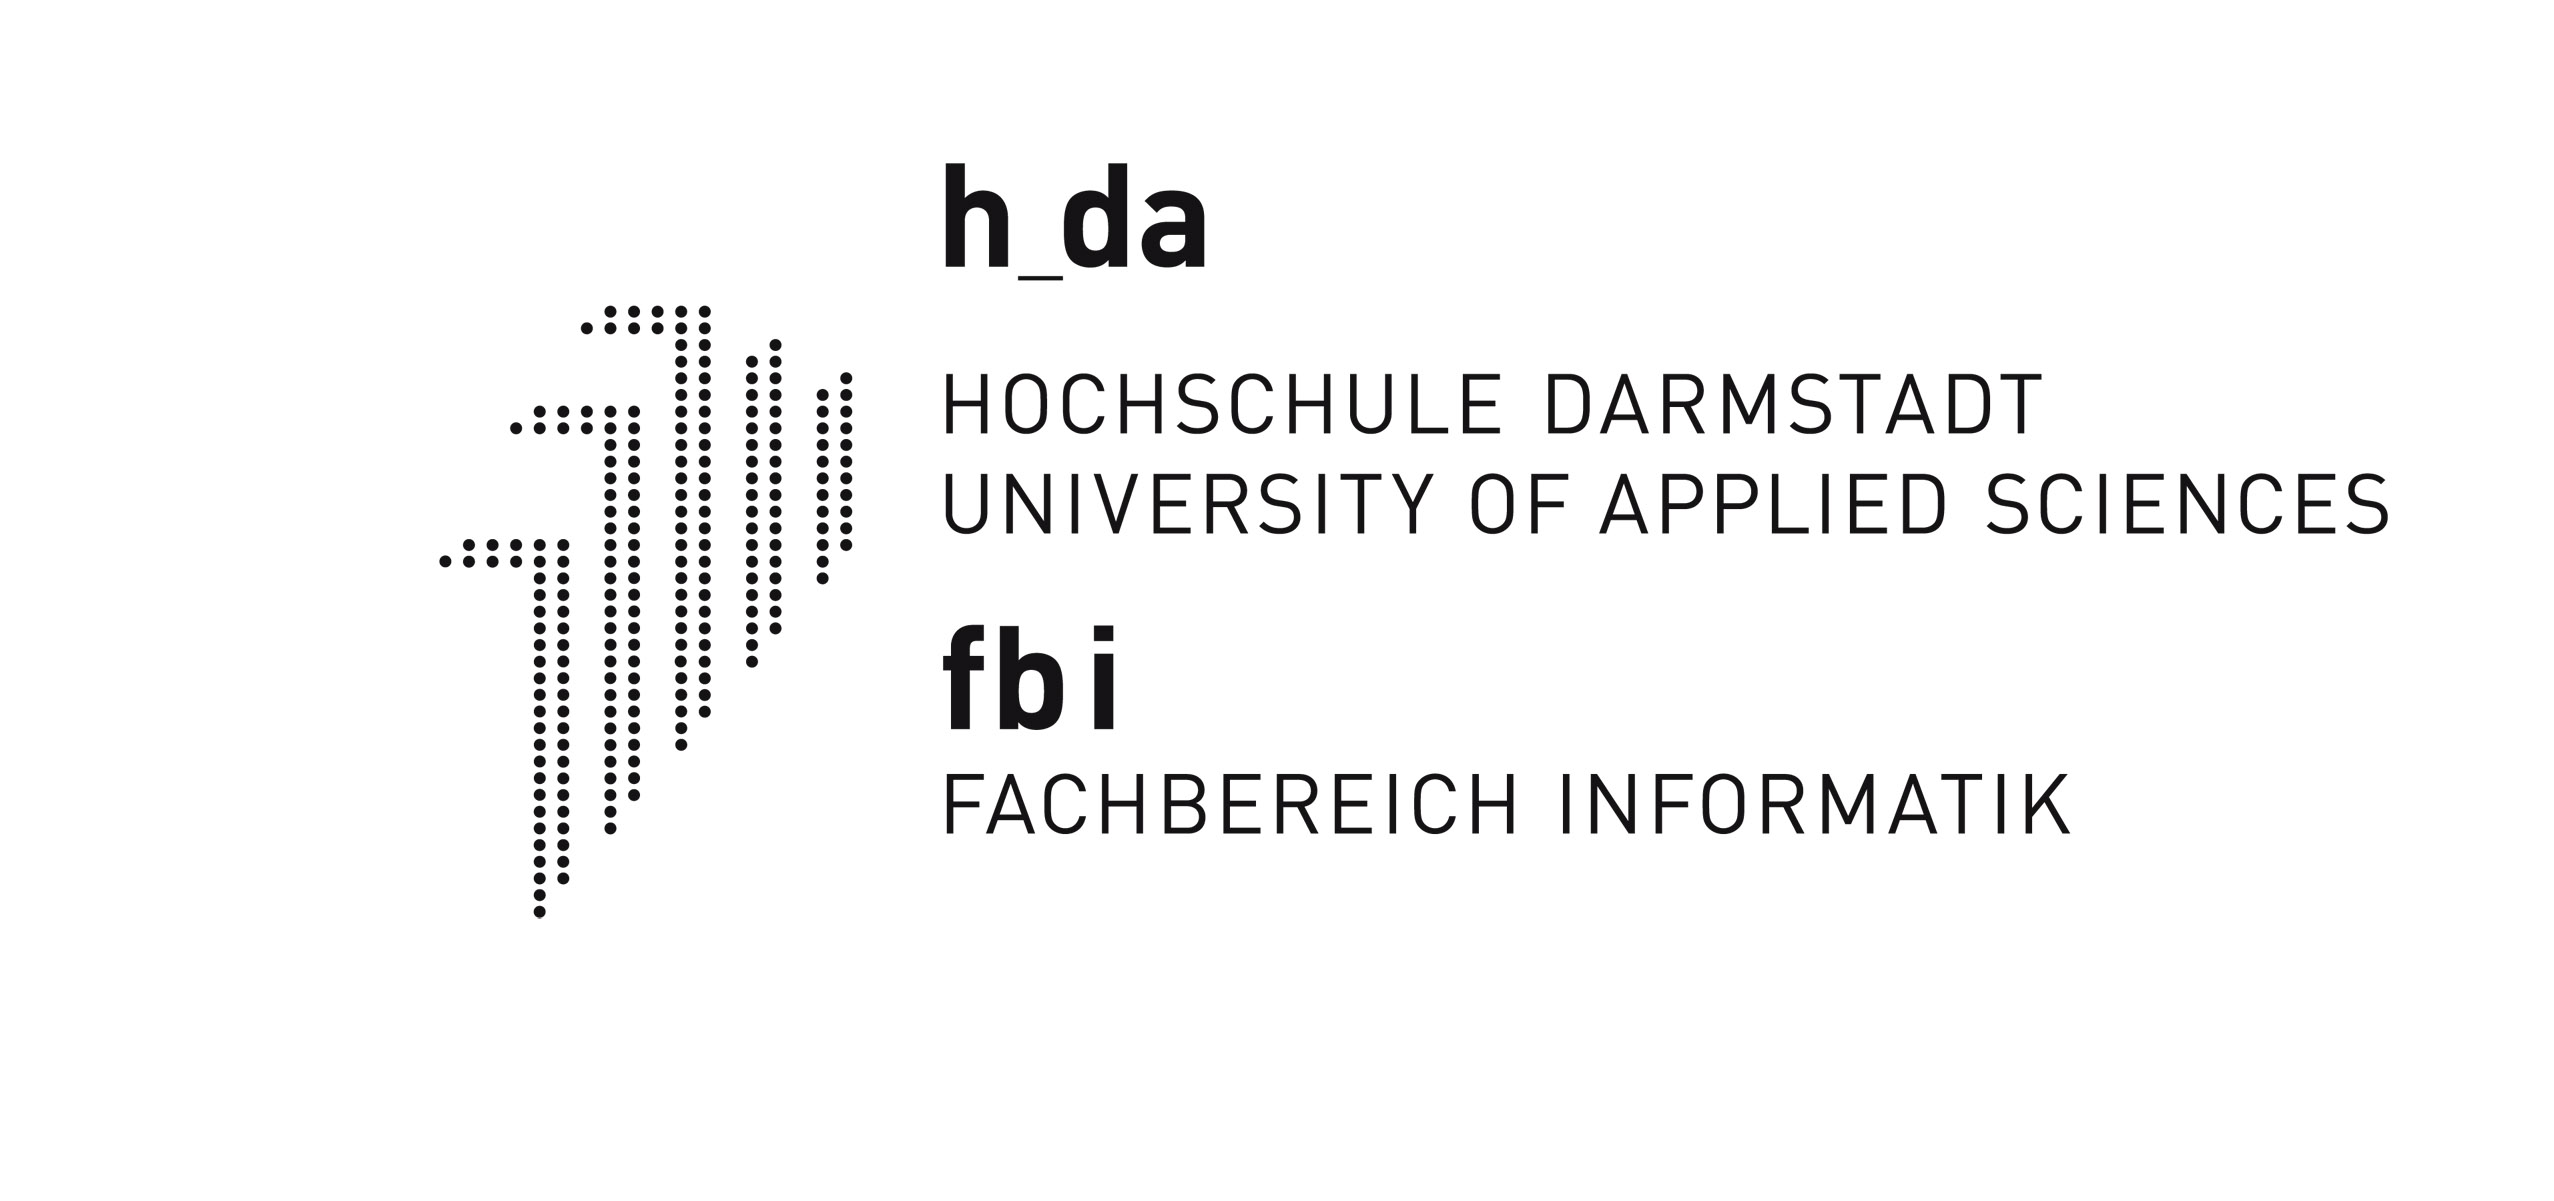 h_da
HOCHSCHULE DARMSTADT
UNIVERSITY OF APPLIED SCIENCES
fbi
FACHBEREICH INFORMATIK